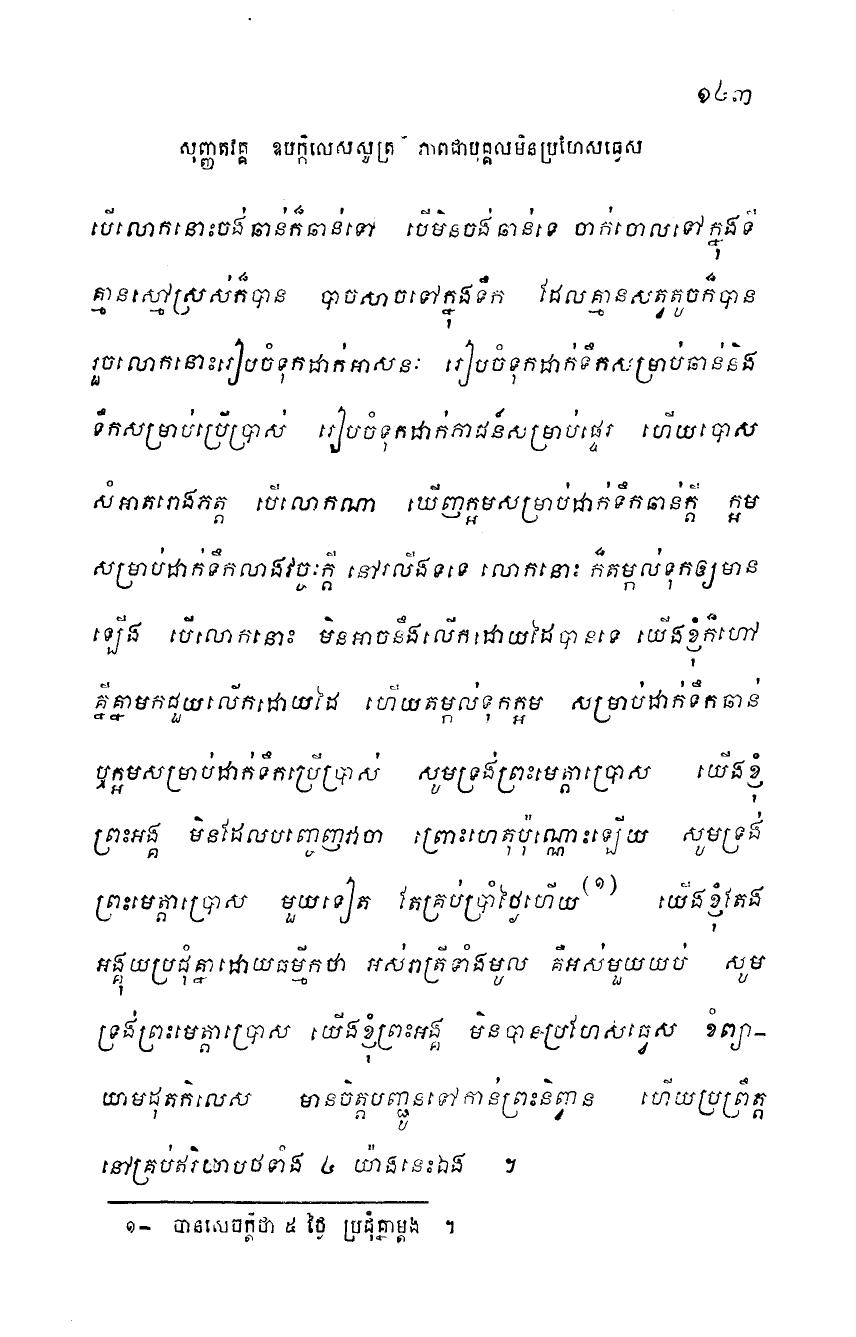 ១៤៣
សុញ្ញតវគ្គ ឧបក្កិលេសសូត្រ ភាពជាបុគ្គលមិនប្រហែសធ្វេស
បើលោកនោះចង់ឆាន់ក៏ឆាន់ទៅ បើមិនចង់ឆាន់ទេ ចាក់ចោលទៅក្នុងទី
គ្មានស្មៅស្រស់ក៏បាន បាចសាចទៅក្នុងទឹក ដែលគ្មានសត្វតូចក៏បាន
រួចលោកនោះរៀបចំទុកដាក់អាសនៈ រៀបចំទុកដាក់ទឹកសម្រាប់ឆាន់និង
ទឹកសម្រាប់ប្រើប្រាស់ រៀបចំទុកដាក់ភាជន៍សម្រាប់ផ្ទេរ ហើយបោស
សំអាតរោងភត្ត បើលោកណា ឃើញក្អមសម្រាប់ដាក់ទឹកឆាន់ក្តី ក្អម
សម្រាប់ដាក់ទឹកលាងវច្ចៈក្តី នៅរលីងទទេ លោកនោះ ក៏តម្កល់ទុកឲ្យមាន
ឡើង បើលោកនោះ មិនអាចនឹងលើកដោយដៃបានទេ យើងខ្ញុំក៏ហៅ
គ្នីគ្នាមកជួយលើកដោយដៃ ហើយតម្កល់ទុកក្អម សម្រាប់ដាក់ទឹកឆាន់
ឬក្អមសម្រាប់ដាក់ទឹកប្រើប្រាស់ សូមទ្រង់ព្រះមេត្តាប្រោស យើងខ្ញុំ
ព្រះអង្គ មិនដែលបញ្ចេញវាចា ព្រោះហេតុប៉ុណ្ណោះឡើយ សូមទ្រង់
ព្រះមេត្តាប្រោស មួយទៀត តែគ្រប់ប្រាំថ្ងៃហើយ(១) យើងខ្ញុំតែង
អង្គុយប្រជុំគ្នាដោយធម្មីកថា អស់រាត្រីទាំងមូល គឺអស់មួយយប់ សូម
ទ្រង់ព្រះមេត្តាប្រោស យើងខ្ញុំព្រះអង្គ មិនបានប្រហែសធ្វេស ខំព្យា–
យាមដុតកិលេស មានចិត្តបញ្ជូនទៅកាន់ព្រះនិព្វាន ហើយប្រព្រឹត្ត
នៅគ្រប់ឥរិយាបថទាំង ៤ យ៉ាងនេះឯង ។
១– បានសេចក្តីថា ៥ ថ្ងៃ ប្រជុំគ្នាម្តង ។